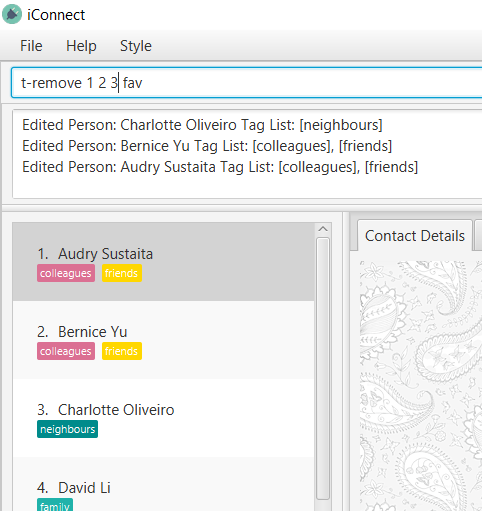 iConnect
File Help Style
t-remove 1 2 3 fav
Edited Person: Charlotte Oliveiro Tag List: [neighbours]
Edited Person: Bernice Yu Tag List: [colleagues], [friends]
Edited Person: Audry Sustaita Tag List: [colleagues], [friends]
Contact Details
1. Audry Sustaita
colleagues friends
2. Bernice Yu
colleagues friends
3. Charlotte Oliveiro
neighbours
4. David Li
family